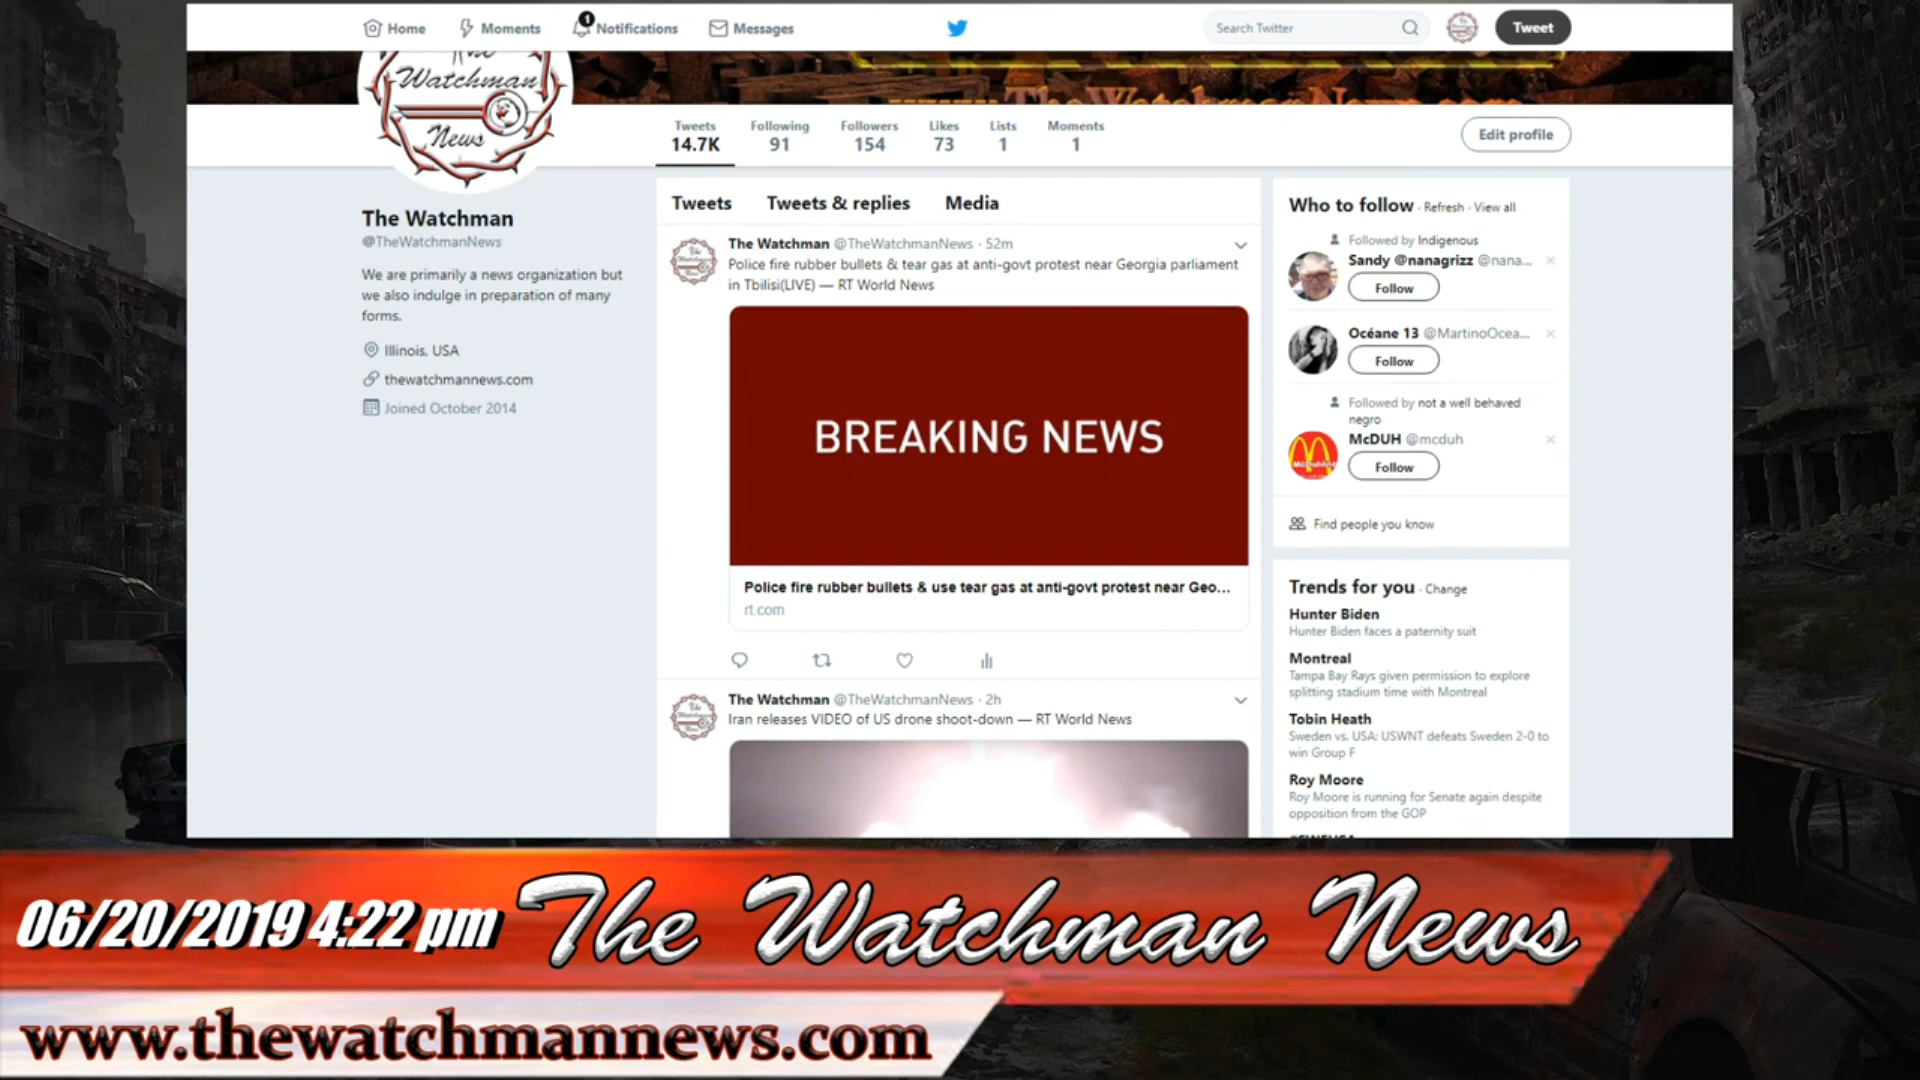 Home
Moments
1
Notifications
Messages
Search Twitter
Tweet
The
Watchman
News
Tweets
14.7K
Following
91
Followers
154
Likes
73
Lists
1
Moments
1
Edit profile
The Watchman
@TheWatchmanNews
We are primarily a news organization but
we also indulge in preparation of many
forms.
Illinois, USA
thewatchmannews.com
Joined October 2014
Tweets Tweets & replies Media
The Watchman @TheWatchmanNews · 52m
Police fire rubber bullets & tear gas at anti-govt protest near Georgia parliament
in Tbilisi(LIVE) — RT World News
BREAKING NEWS
Police fire rubber bullets & use tear gas at anti-govt protest near Geo...
rt.com
The Watchman @TheWatchmanNews · 2h
Iran releases VIDEO of US drone shoot-down — RT World News
Who to follow · Refresh · View all
Followed by Indigenous
Sandy @nanagrizz @nana...
Follow
Océane 13 @MartinoOcea...
Follow
Followed by not a well behaved
negro
McDUH @mcduh
Follow
Find people you know
Trends for you · Change
Hunter Biden
Hunter Biden faces a paternity suit
Montreal
Tampa Bay Rays given permission to explore
splitting stadium time with Montreal
Tobin Heath
Sweden vs. USA: USWNT defeats Sweden 2-0 to
win Group F
Roy Moore
Roy Moore is running for Senate again despite
opposition from the GOP
06/20/2019 4:22 pm
The Watchman News
www.thewatchmannews.com